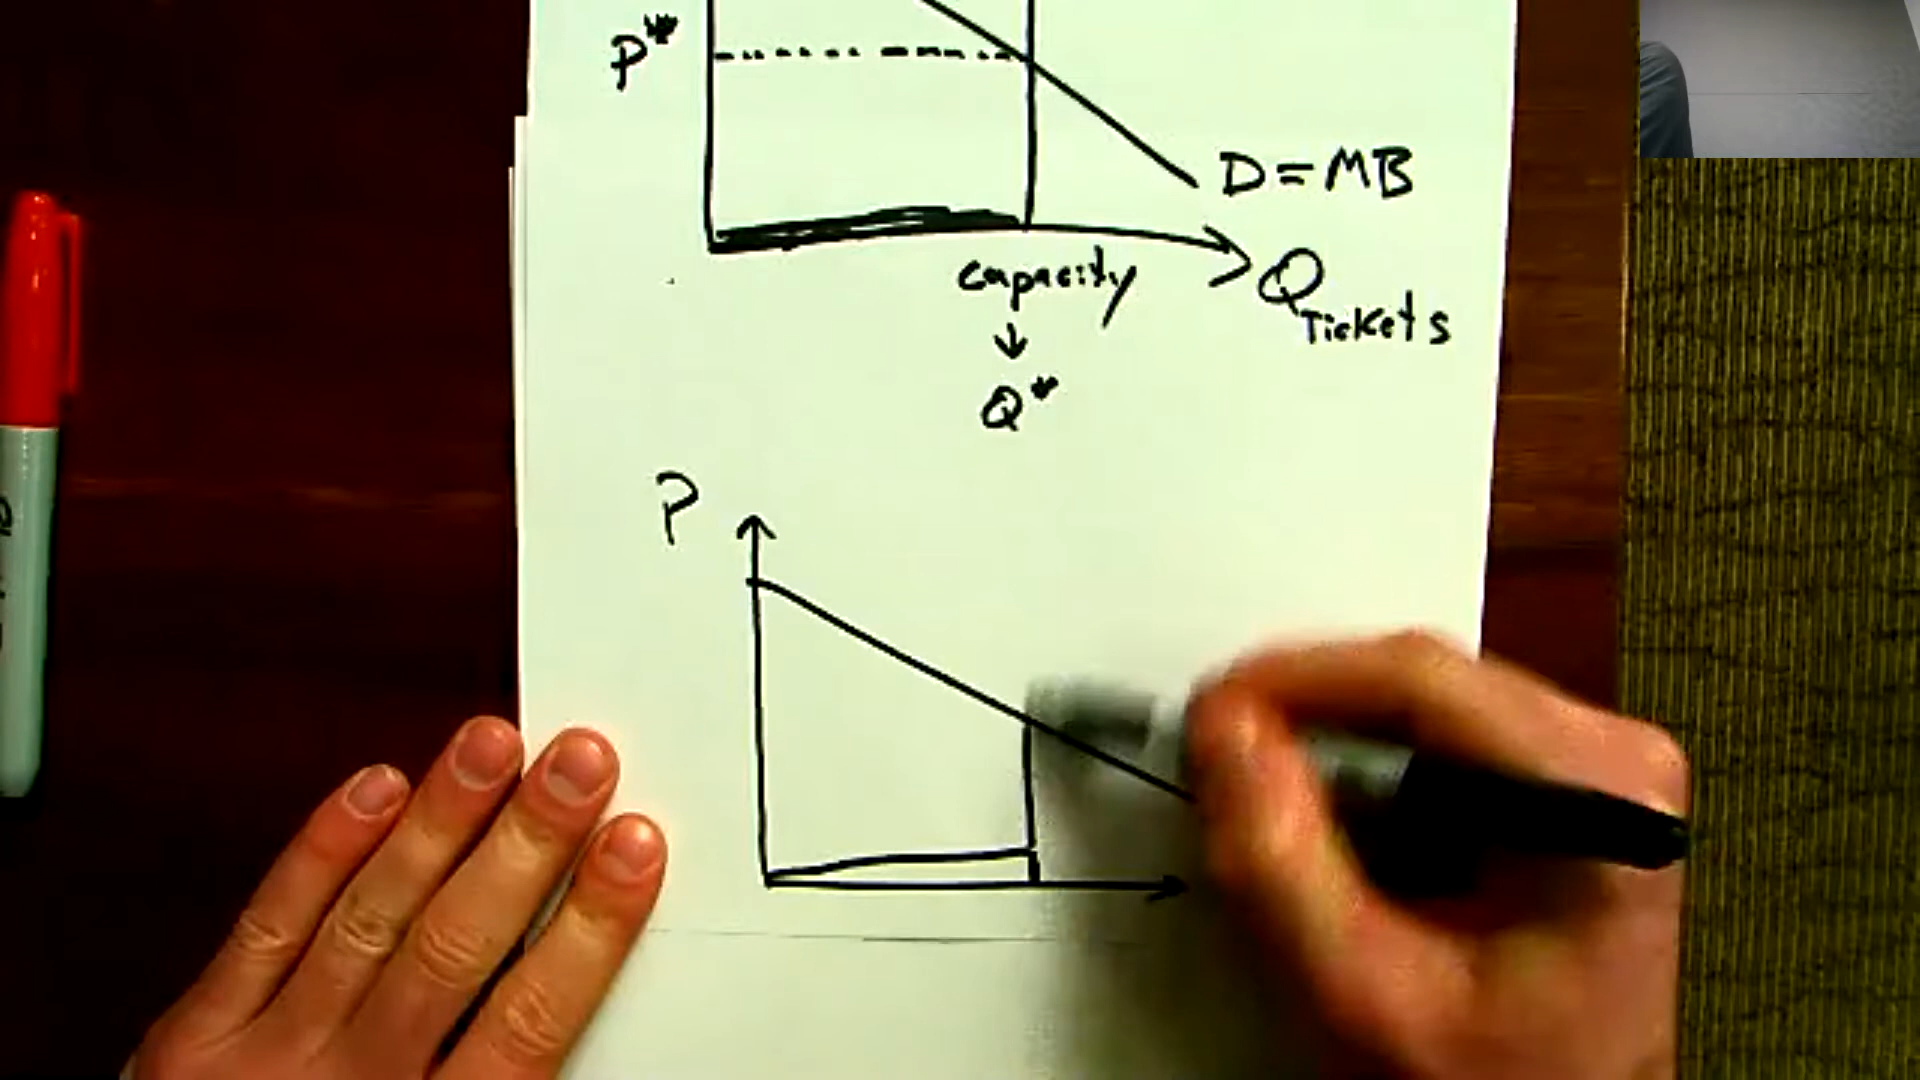 P*
D = MB
capacity
Q Tickets
↓
Q*
P